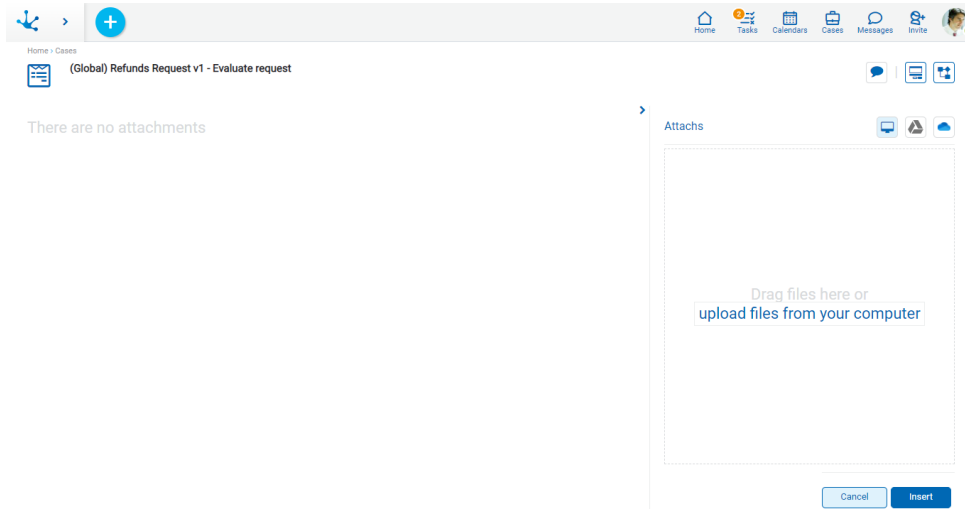 2
Home
Tasks
Calendars
Cases
Messages
Invite
Home › Cases
(Global) Refunds Request v1 - Evaluate request
There are no attachments
Attachs
Drag files here or
upload files from your computer
Cancel
Insert